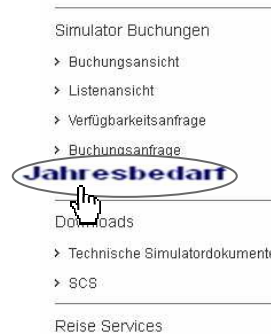 Simulator Buchungen
Buchungsansicht
Listenansicht
Verfügbarkeitsanfrage
Buchungsanfrage
Jahresbedarf
Downloads
Technische Simulatordokumente
SCS
Reise Services